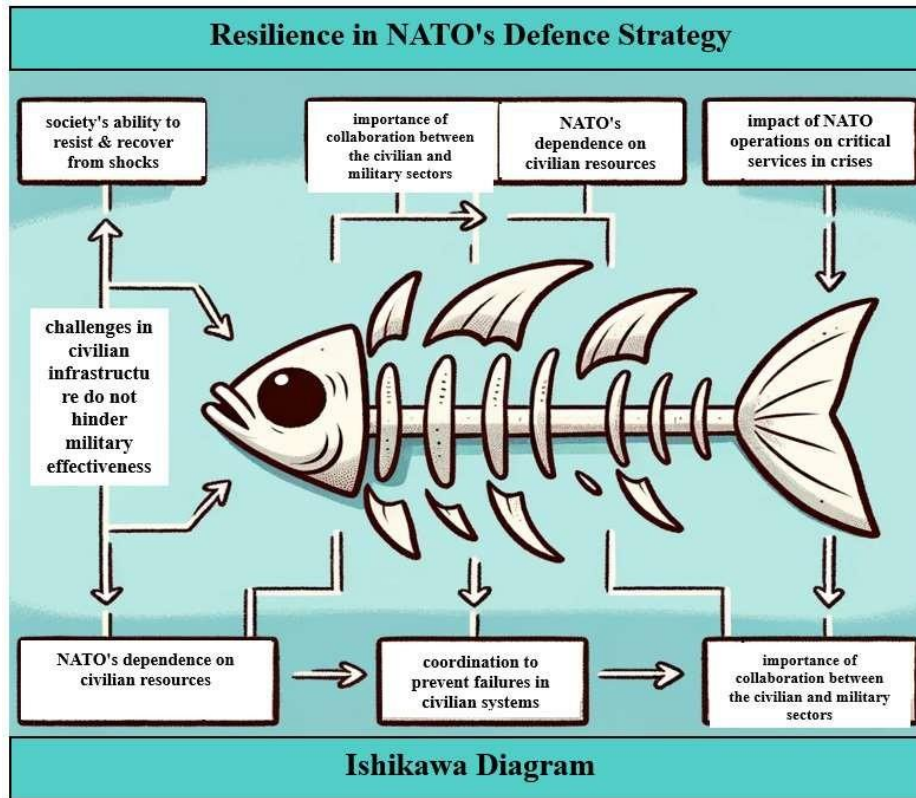 Resilience in NATO's Defence Strategy
society's ability to
resist & recover
from shocks
importance of
collaboration between
the civilian and
military sectors
NATO's
dependence on
civilian resources
impact of NATO
operations on critical
services in crises
challenges in
civilian
infrastructu
re do not
hinder
military
effectiveness
NATO's dependence on
civilian resources
coordination to
prevent failures in
civilian systems
importance of
collaboration between
the civilian and military
sectors
Ishikawa Diagram